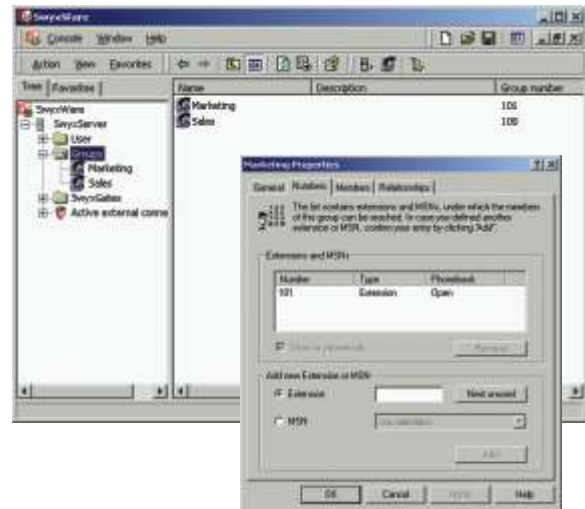 SwyxWare
Console Window Help
Action View Favorites
Tree Favorites
Name Description Group number
SwyxWare
SwyxServer
User
Groups
Marketing
Sales
SwyxGates
Active external conne
Marketing 101
Sales 100
Marketing Properties
General Numbers Members Relationships
The list contains extensions and MSNs, under which the members
of this group can be reached. In case you defined another
extension or MSN, confirm your entry by clicking "Add".
Extensions and MSNs
Number Type Phonebook
101 Extension Open
Show in phonebook Remove
Add new Extension or MSN
Extension Next unused
MSN
Add
OK Cancel Apply Help